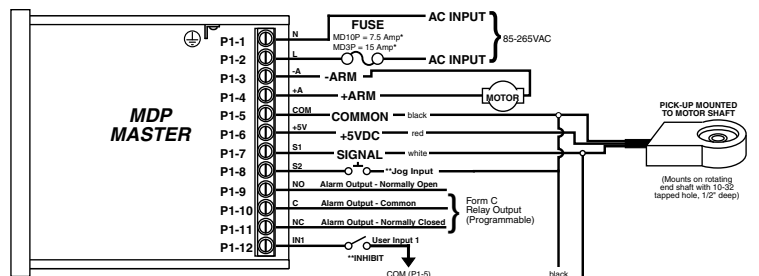 AC INPUT
FUSE
MD10P = 7.5 Amp*
MD3P = 15 Amp*
85-265VAC
AC INPUT
P1-1 N
P1-2 L
P1-3 -A -ARM
P1-4 +A +ARM MOTOR
P1-5 COM COMMON black
P1-6 +5V +5VDC red
P1-7 S1 SIGNAL white
P1-8 S2 **Jog Input
P1-9 NO Alarm Output - Normally Open
P1-10 C Alarm Output - Common
P1-11 NC Alarm Output - Normally Closed
P1-12 IN1 User Input 1
**INHIBIT
COM (P1-5)
MDP
MASTER
Form C
Relay Output
(Programmable)
PICK-UP MOUNTED
TO MOTOR SHAFT
(Mounts on rotating
end shaft with 10-32
tapped hole, 1/2" deep)
black